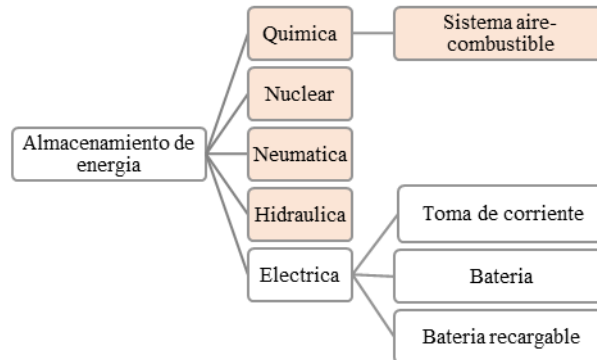 Quimica
Sistema aire-
combustible
Nuclear
Almacenamiento de
energia
Neumatica
Hidraulica
Toma de corriente
Electrica
Bateria
Bateria recargable